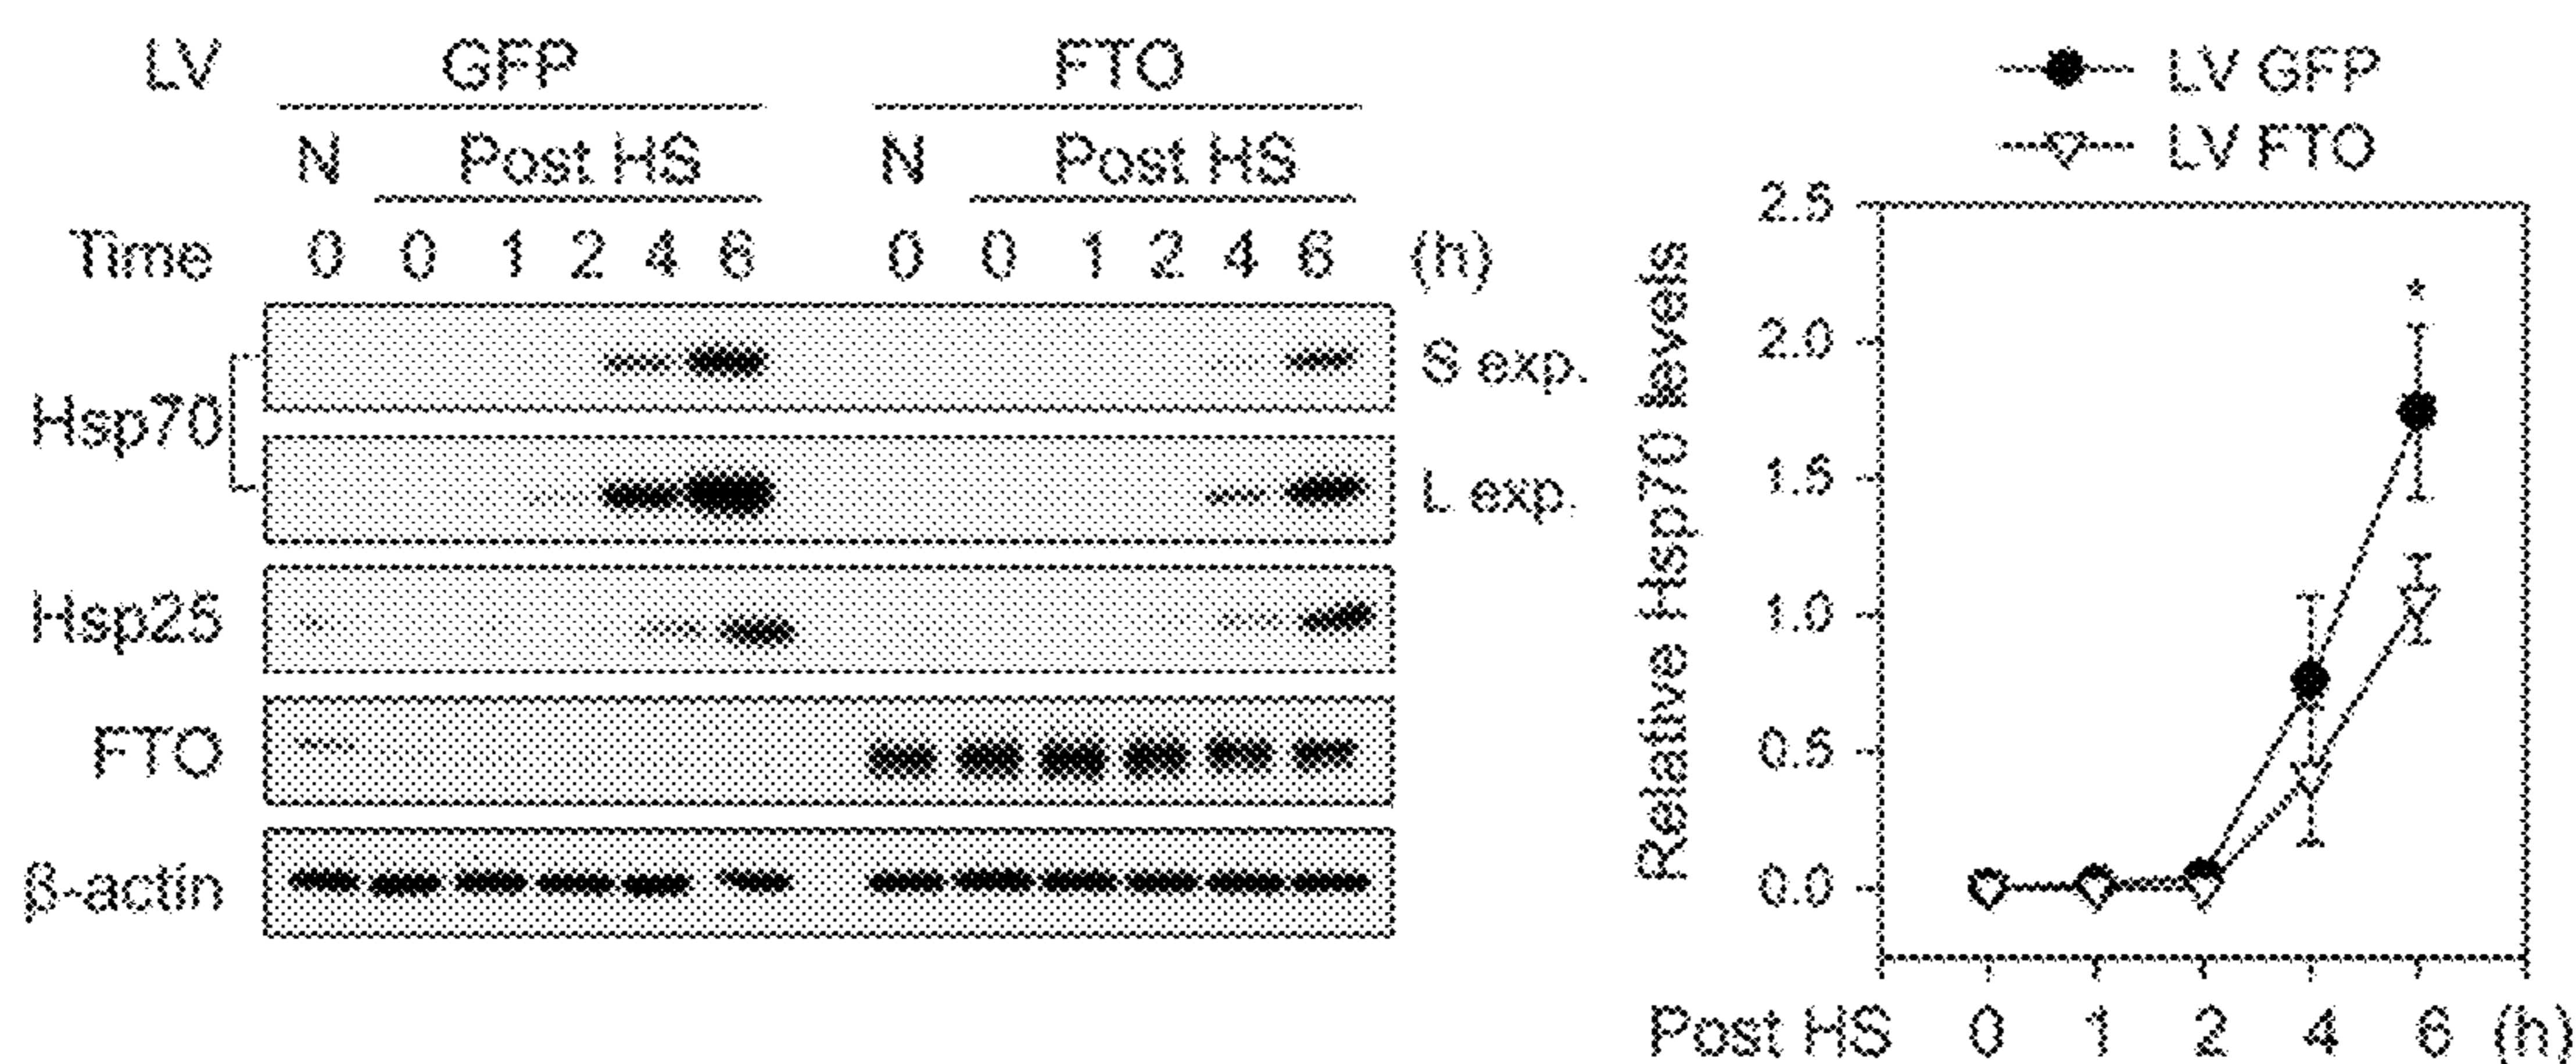 LV GFP FTO
N Post HS N Post HS
Time 0 0 1 2 4 6 0 0 1 2 4 6 (h)
Hsp70
S exp.
L exp.
Hsp25
FTO
β-actin
LV GFP
LV FTO
Relative Hsp70 levels
2.5
2.0
1.5
1.0
0.5
0.0
*
Post HS 0 1 2 4 6 (h)